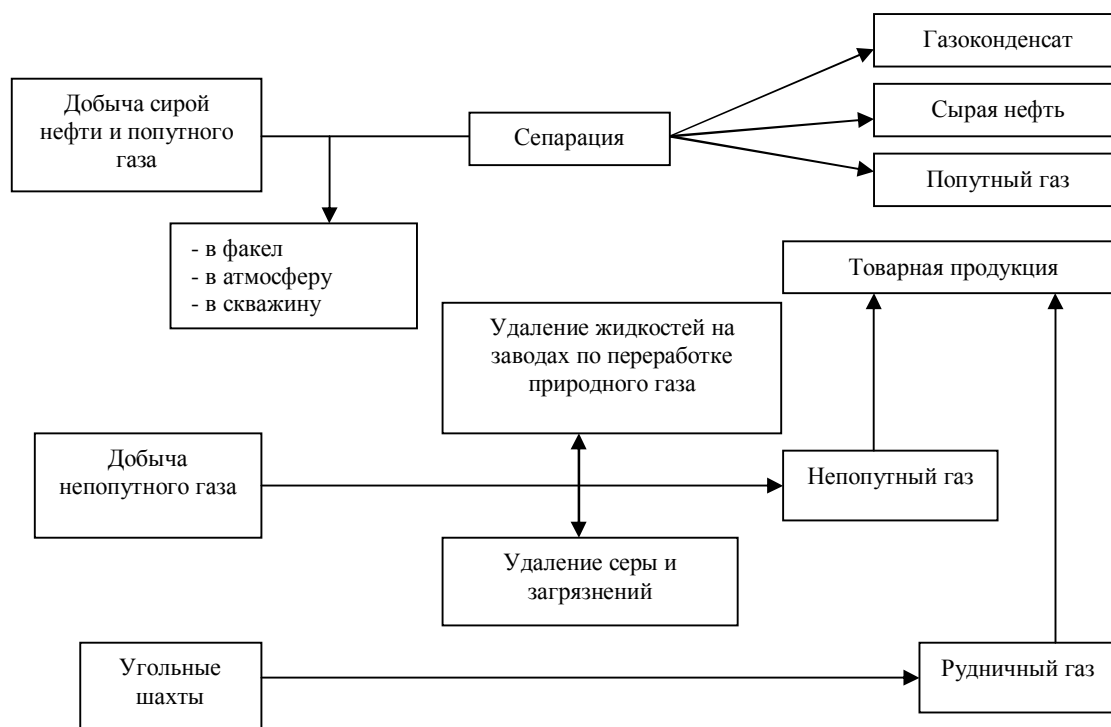 Газоконденсат
Добыча сирой
нефти и попутного
газа
Сепарация
Сырая нефть
Попутный газ
- в факел
- в атмосферу
- в скважину
Товарная продукция
Удаление жидкостей на
заводах по переработке
природного газа
Добыча
непопутного газа
Непопутный газ
Удаление серы и
загрязнений
Угольные
шахты
Рудничный газ